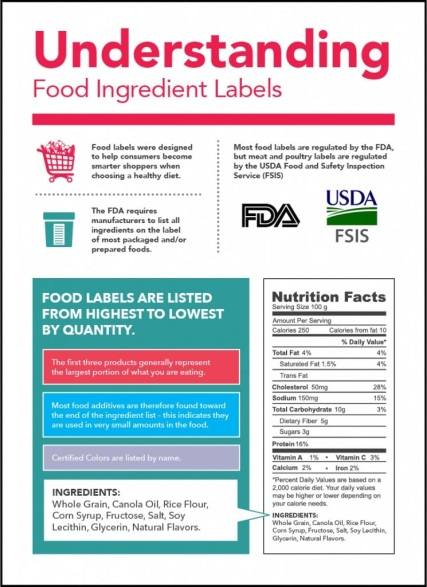 Understanding
Food Ingredient Labels
Food labels were designed
to help consumers become
smarter shoppers when
choosing a healthy diet.
The FDA requires
manufacturers to list all
ingredients on the label
of most packaged and/or
prepared foods.
Most food labels are regulated by the FDA,
but meat and poultry labels are regulated
by the USDA Food and Safety Inspection
Service (FSIS)
FDA
USDA
FSIS
FOOD LABELS ARE LISTED
FROM HIGHEST TO LOWEST
BY QUANTITY.
The first three products generally represent
the largest portion of what you are eating.
Most food additives are therefore found toward
the end of the ingredient list - this indicates they
are used in very small amounts in the food.
Certified Colors are listed by name.
INGREDIENTS:
Whole Grain, Canola Oil, Rice Flour,
Corn Syrup, Fructose, Salt, Soy
Lecithin, Glycerin, Natural Flavors.
Nutrition Facts
Serving Size 100 g
Amount Per Serving
Calories 250 Calories from fat 10
% Daily Value*
Total Fat 4% 4%
Saturated Fat 1.5% 4%
Trans Fat
Cholesterol 50mg 28%
Sodium 150mg 15%
Total Carbohydrate 10g 3%
Dietary Fiber 5g
Sugars 3g
Protein 16%
Vitamin A 1% • Vitamin C 3%
Calcium 2% • Iron 2%
*Percent Daily Values are based on a
2,000 calorie diet. Your daily values
may be higher or lower depending on
your calorie needs.
INGREDIENTS:
Whole Grain, Canola Oil, Rice Flour,
Corn Syrup, Fructose, Salt, Soy Lecithin,
Glycerin, Natural Flavors.